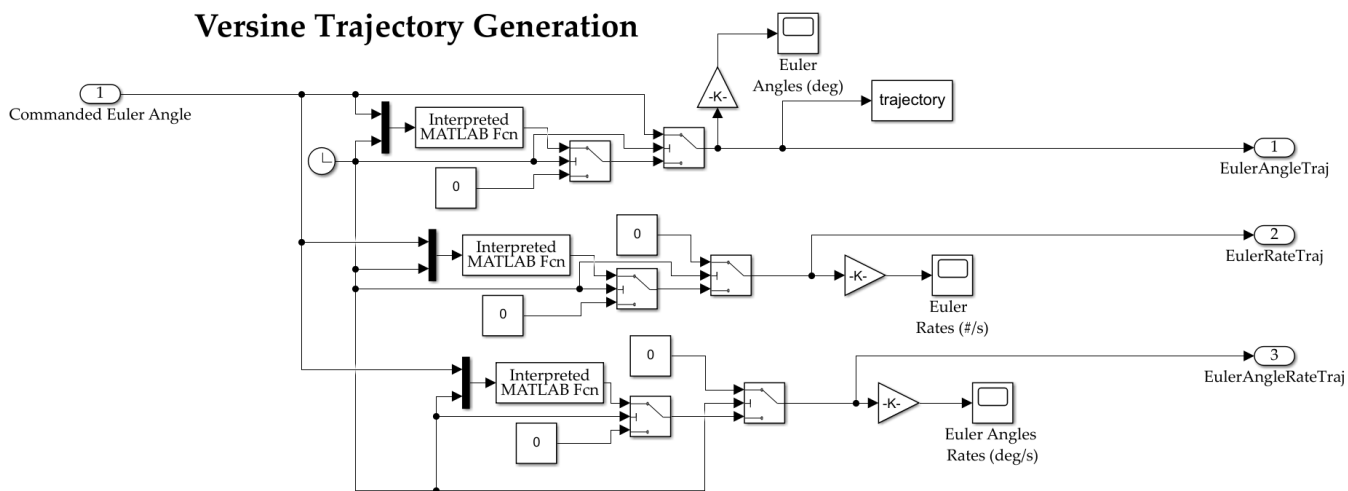 Versine Trajectory Generation
1
Commanded Euler Angle
Interpreted
MATLAB Fcn
0
-K-
Euler
Angles (deg)
trajectory
1
EulerAngleTraj
Interpreted
MATLAB Fcn
0
0
-K-
Euler
Rates (#/s)
2
EulerRateTraj
Interpreted
MATLAB Fcn
0
0
-K-
Euler Angles
Rates (deg/s)
3
EulerAngleRateTraj